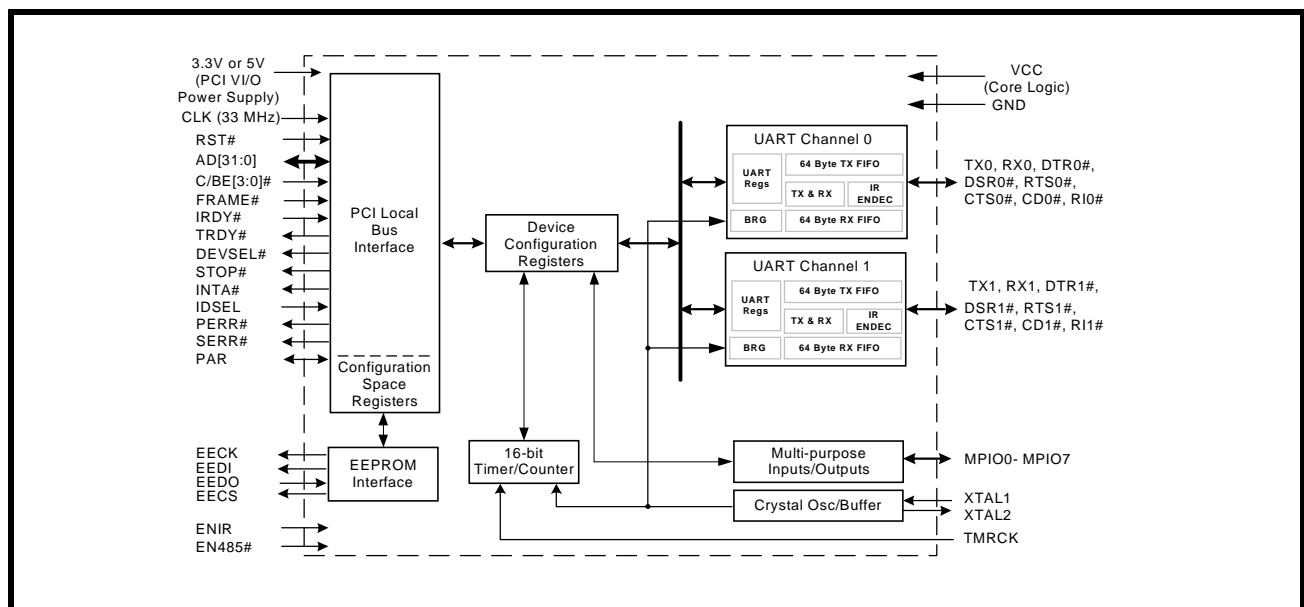 3.3V or 5V
(PCI VI/O
Power Supply)
CLK (33 MHz)
RST#
AD[31:0]
C/BE[3:0]#
FRAME#
IRDY#
TRDY#
DEVSEL#
STOP#
INTA#
IDSEL
PERR#
SERR#
PAR
EECK
EEDI
EEDO
EECS
ENIR
EN485#
PCI Local
Bus
Interface
Configuration
Space
Registers
EEPROM
Interface
Device
Configuration
Registers
16-bit
Timer/Counter
UART Channel 0
UART
Regs
64 Byte TX FIFO
TX & RX
IR
ENDEC
BRG
64 Byte RX FIFO
UART Channel 1
UART
Regs
64 Byte TX FIFO
TX & RX
IR
ENDEC
BRG
64 Byte RX FIFO
Multi-purpose
Inputs/Outputs
Crystal Osc/Buffer
VCC
(Core Logic)
GND
TX0, RX0, DTR0#,
DSR0#, RTS0#,
CTS0#, CD0#, RI0#
TX1, RX1, DTR1#,
DSR1#, RTS1#,
CTS1#, CD1#, RI1#
MPIO0- MPIO7
XTAL1
XTAL2
TMRCK